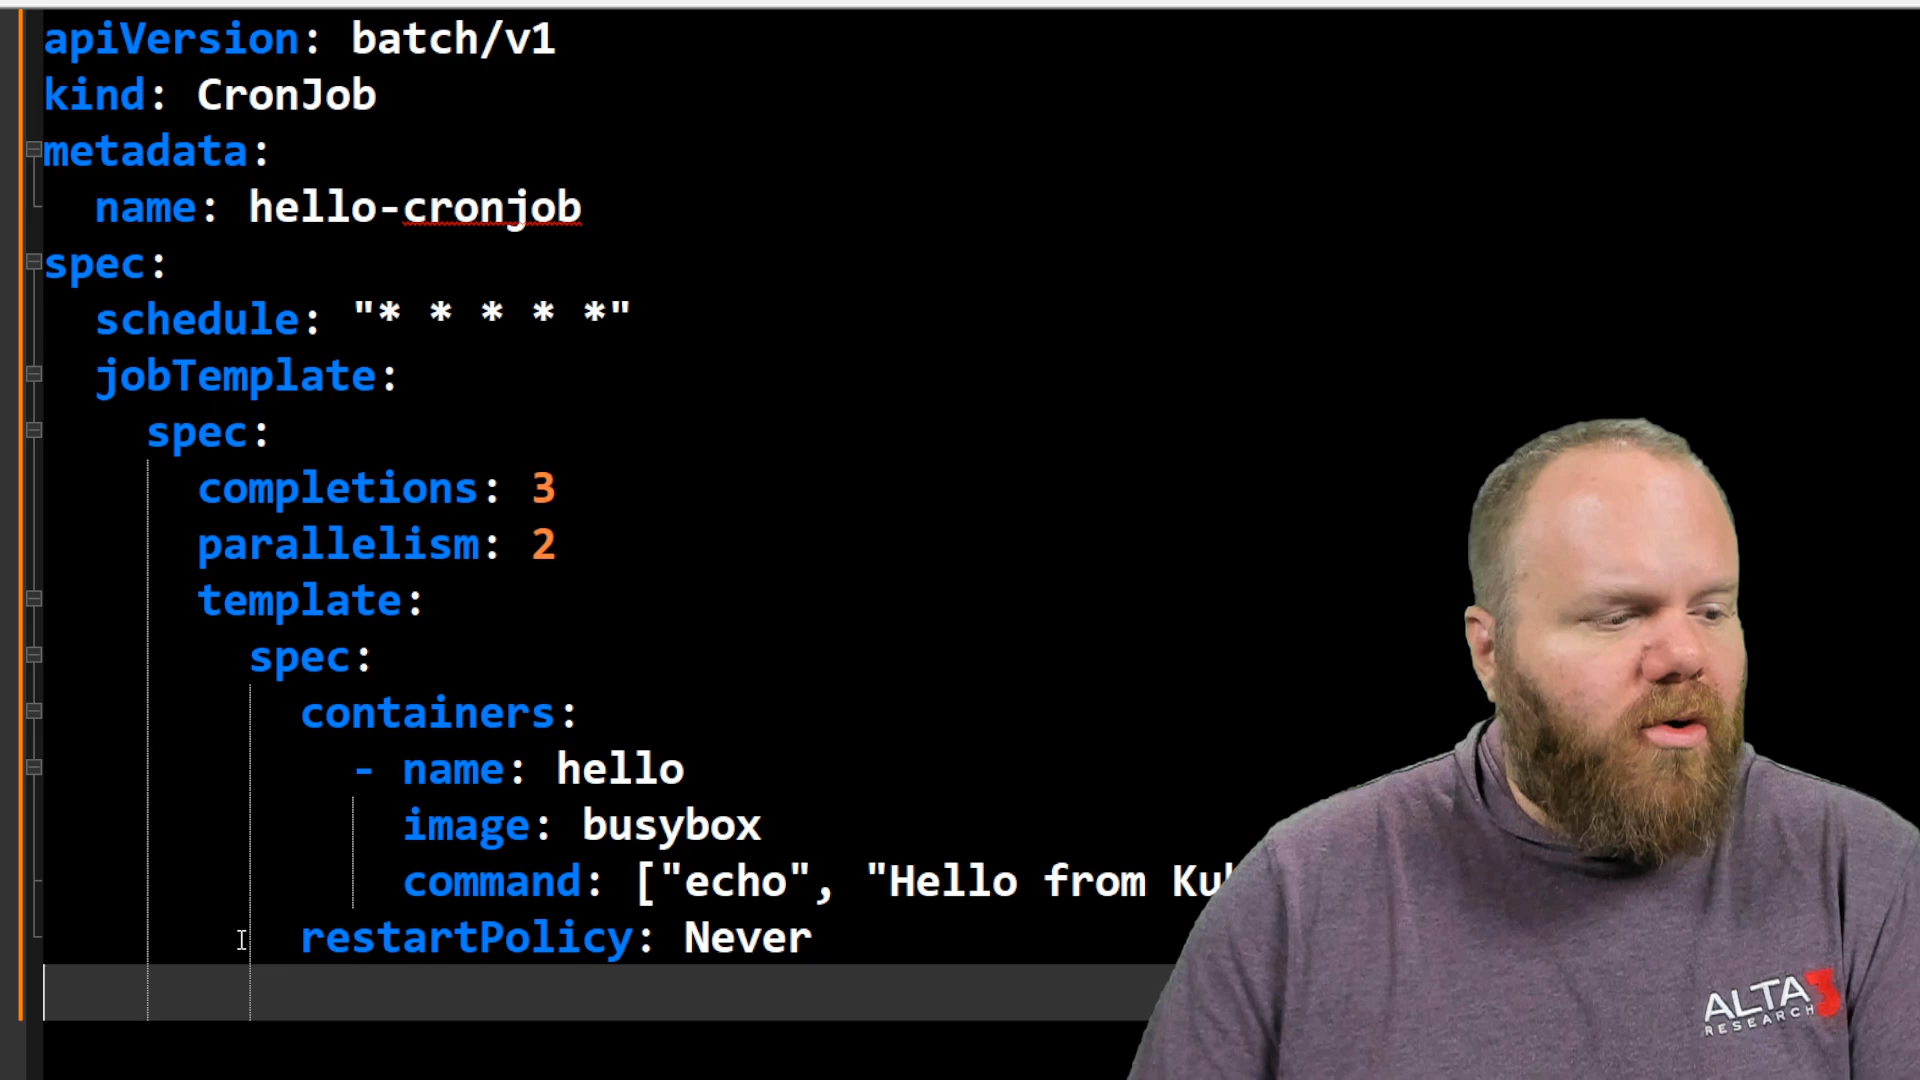 apiVersion: batch/v1
kind: CronJob
metadata:
  name: hello-cronjob
spec:
  schedule: "* * * * *"
  jobTemplate:
    spec:
      completions: 3
      parallelism: 2
      template:
        spec:
          containers:
            - name: hello
              image: busybox
              command: ["echo", "Hello from
          restartPolicy: Never
ALTA3
RESEARCH